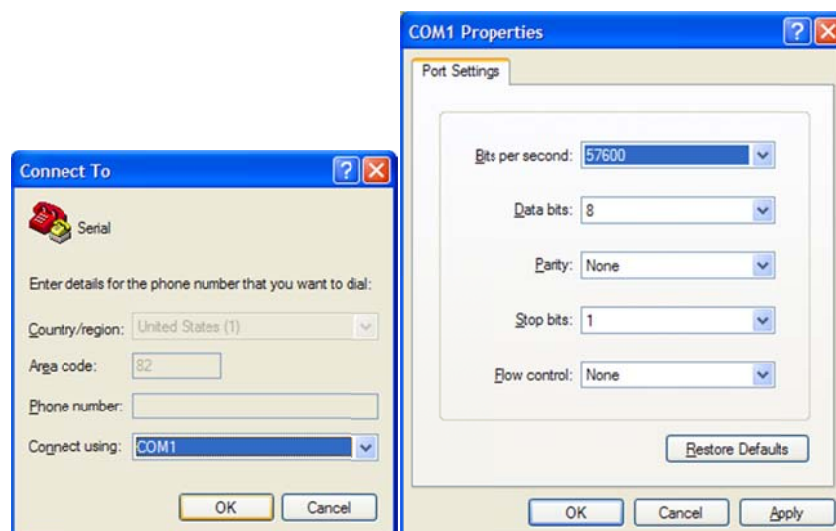 Connect To
Serial
Enter details for the phone number that you want to dial:
Country/region: United States (1)
Area code: 82
Phone number:
Connect using: COM1
OK Cancel
COM1 Properties
Port Settings
Bits per second: 57600
Data bits: 8
Parity: None
Stop bits: 1
Flow control: None
Restore Defaults
OK Cancel Apply